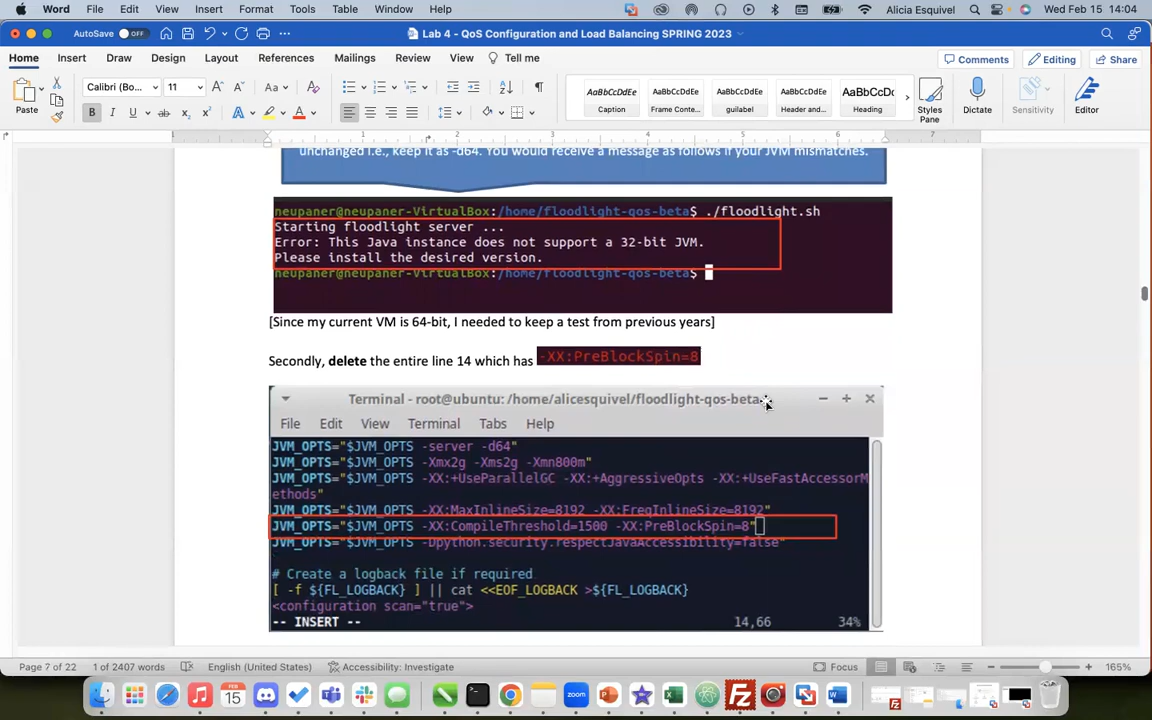 Word File Edit View Insert Format Tools Table Window Help Alicia Esquivel Wed Feb 15 14:04
AutoSave OFF Lab 4 - QoS Configuration and Load Balancing SPRING 2023
Home Insert Draw Design Layout References Mailings Review View Tell me Comments Editing Share
Paste Calibri (Bo... 11 Styles Pane Dictate Sensitivity Editor
AaBbCcDdEe AaBbCcDdEe AaBbCcDdEe AaBbCcDdEe AaBbCcDc
Caption Frame Conte... guilabel Header and... Heading
1 1 2 3 4 5 6 7
unchanged i.e., keep it as -d64. You would receive a message as follows if your JVM mismatches.
neupaner@neupaner-VirtualBox:/home/floodlight-qos-beta$ ./floodlight.sh
Starting floodlight server ...
Error: This Java instance does not support a 32-bit JVM.
Please install the desired version.
neupaner@neupaner-VirtualBox:/home/floodlight-qos-beta$
[Since my current VM is 64-bit, I needed to keep a test from previous years]
Secondly, delete the entire line 14 which has -XX:PreBlockSpin=8
Terminal - root@ubuntu: /home/alicesquivel/floodlight-qos-beta
File Edit View Terminal Tabs Help
JVM_OPTS="$JVM_OPTS -server -d64"
JVM_OPTS="$JVM_OPTS -Xmx2g -Xms2g -Xmn800m"
JVM_OPTS="$JVM_OPTS -XX:+UseParallelGC -XX:+AggressiveOpts -XX:+UseFastAccessorM
ethods"
JVM_OPTS="$JVM_OPTS -XX:MaxInlineSize=8192 -XX:FreqInlineSize=8192"
JVM_OPTS="$JVM_OPTS -XX:CompileThreshold=1500 -XX:PreBlockSpin=8"
JVM_OPTS="$JVM_OPTS -Dpython.security.respectJavaAccessibility=false"
# Create a logback file if required
[ -f ${FL_LOGBACK} ] || cat <<EOF_LOGBACK >${FL_LOGBACK}
<configuration scan="true">
-- INSERT -- 14,66 34%
Page 7 of 22 1 of 2407 words English (United States) Accessibility: Investigate Focus 165%
FEB
15